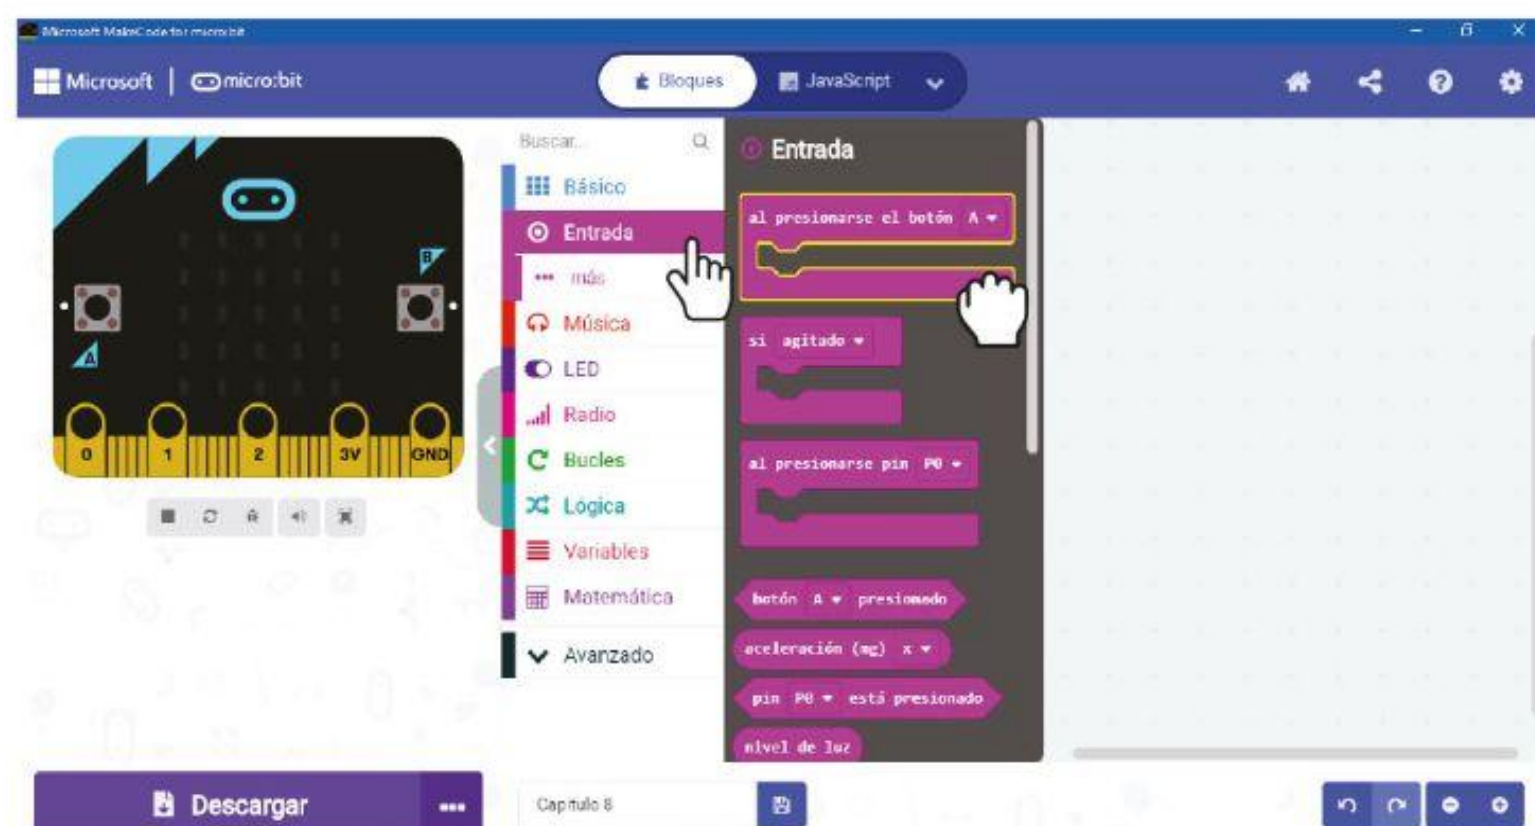 Microsoft MakeCode for micro:bit
Microsoft | micro:bit
Bloques
JavaScript
Buscar...
Básico
Entrada
más
Música
LED
Radio
Bucles
Lógica
Variables
Matemática
Avanzado
Entrada
al presionarse el botón A
si agitado
al presionarse pin P0
botón A presionado
aceleración (mg) x
pin P0 está presionado
nivel de luz
B
A
0 1 2 3V GND
Descargar
Capitulo 8